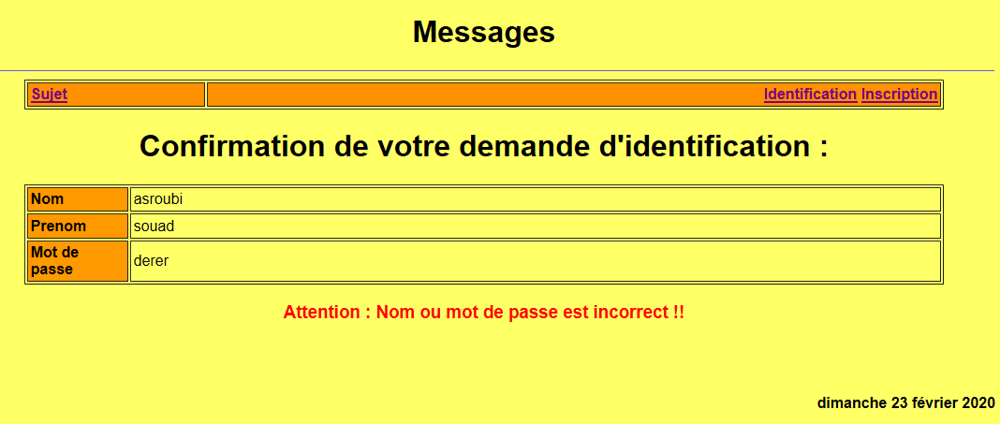 Messages
Sujet Identification Inscription
Confirmation de votre demande d'identification :
Nom asroubi
Prenom souad
Mot de
passe derer
Attention : Nom ou mot de passe est incorrect !!
dimanche 23 février 2020